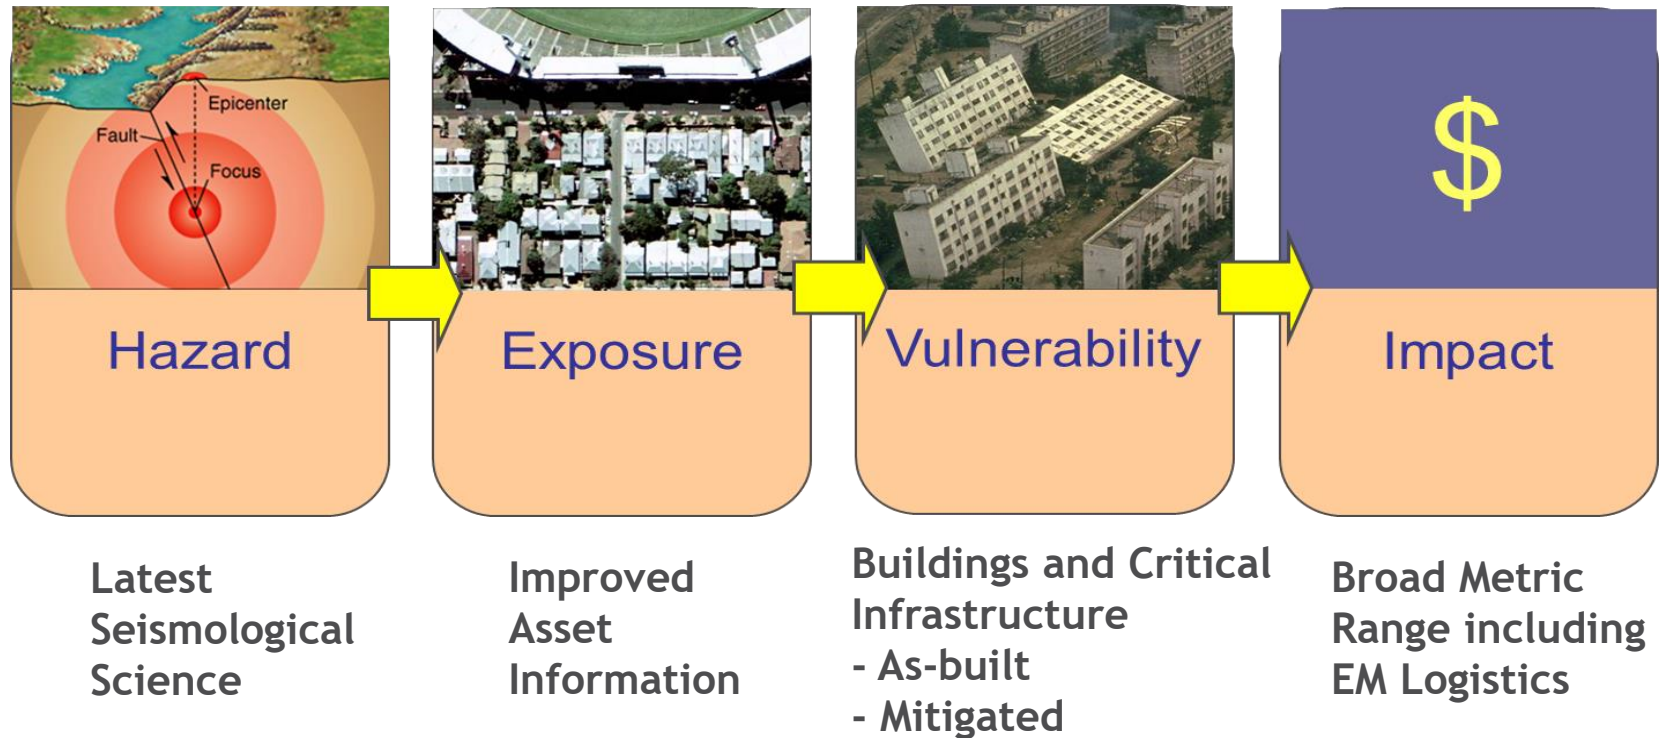 Epicenter
Fault
Focus
$
Hazard
Exposure
Vulnerability
Impact
Latest
Seismological
Science
Improved
Asset
Information
Buildings and Critical
Infrastructure
- As-built
- Mitigated
Broad Metric
Range including
EM Logistics